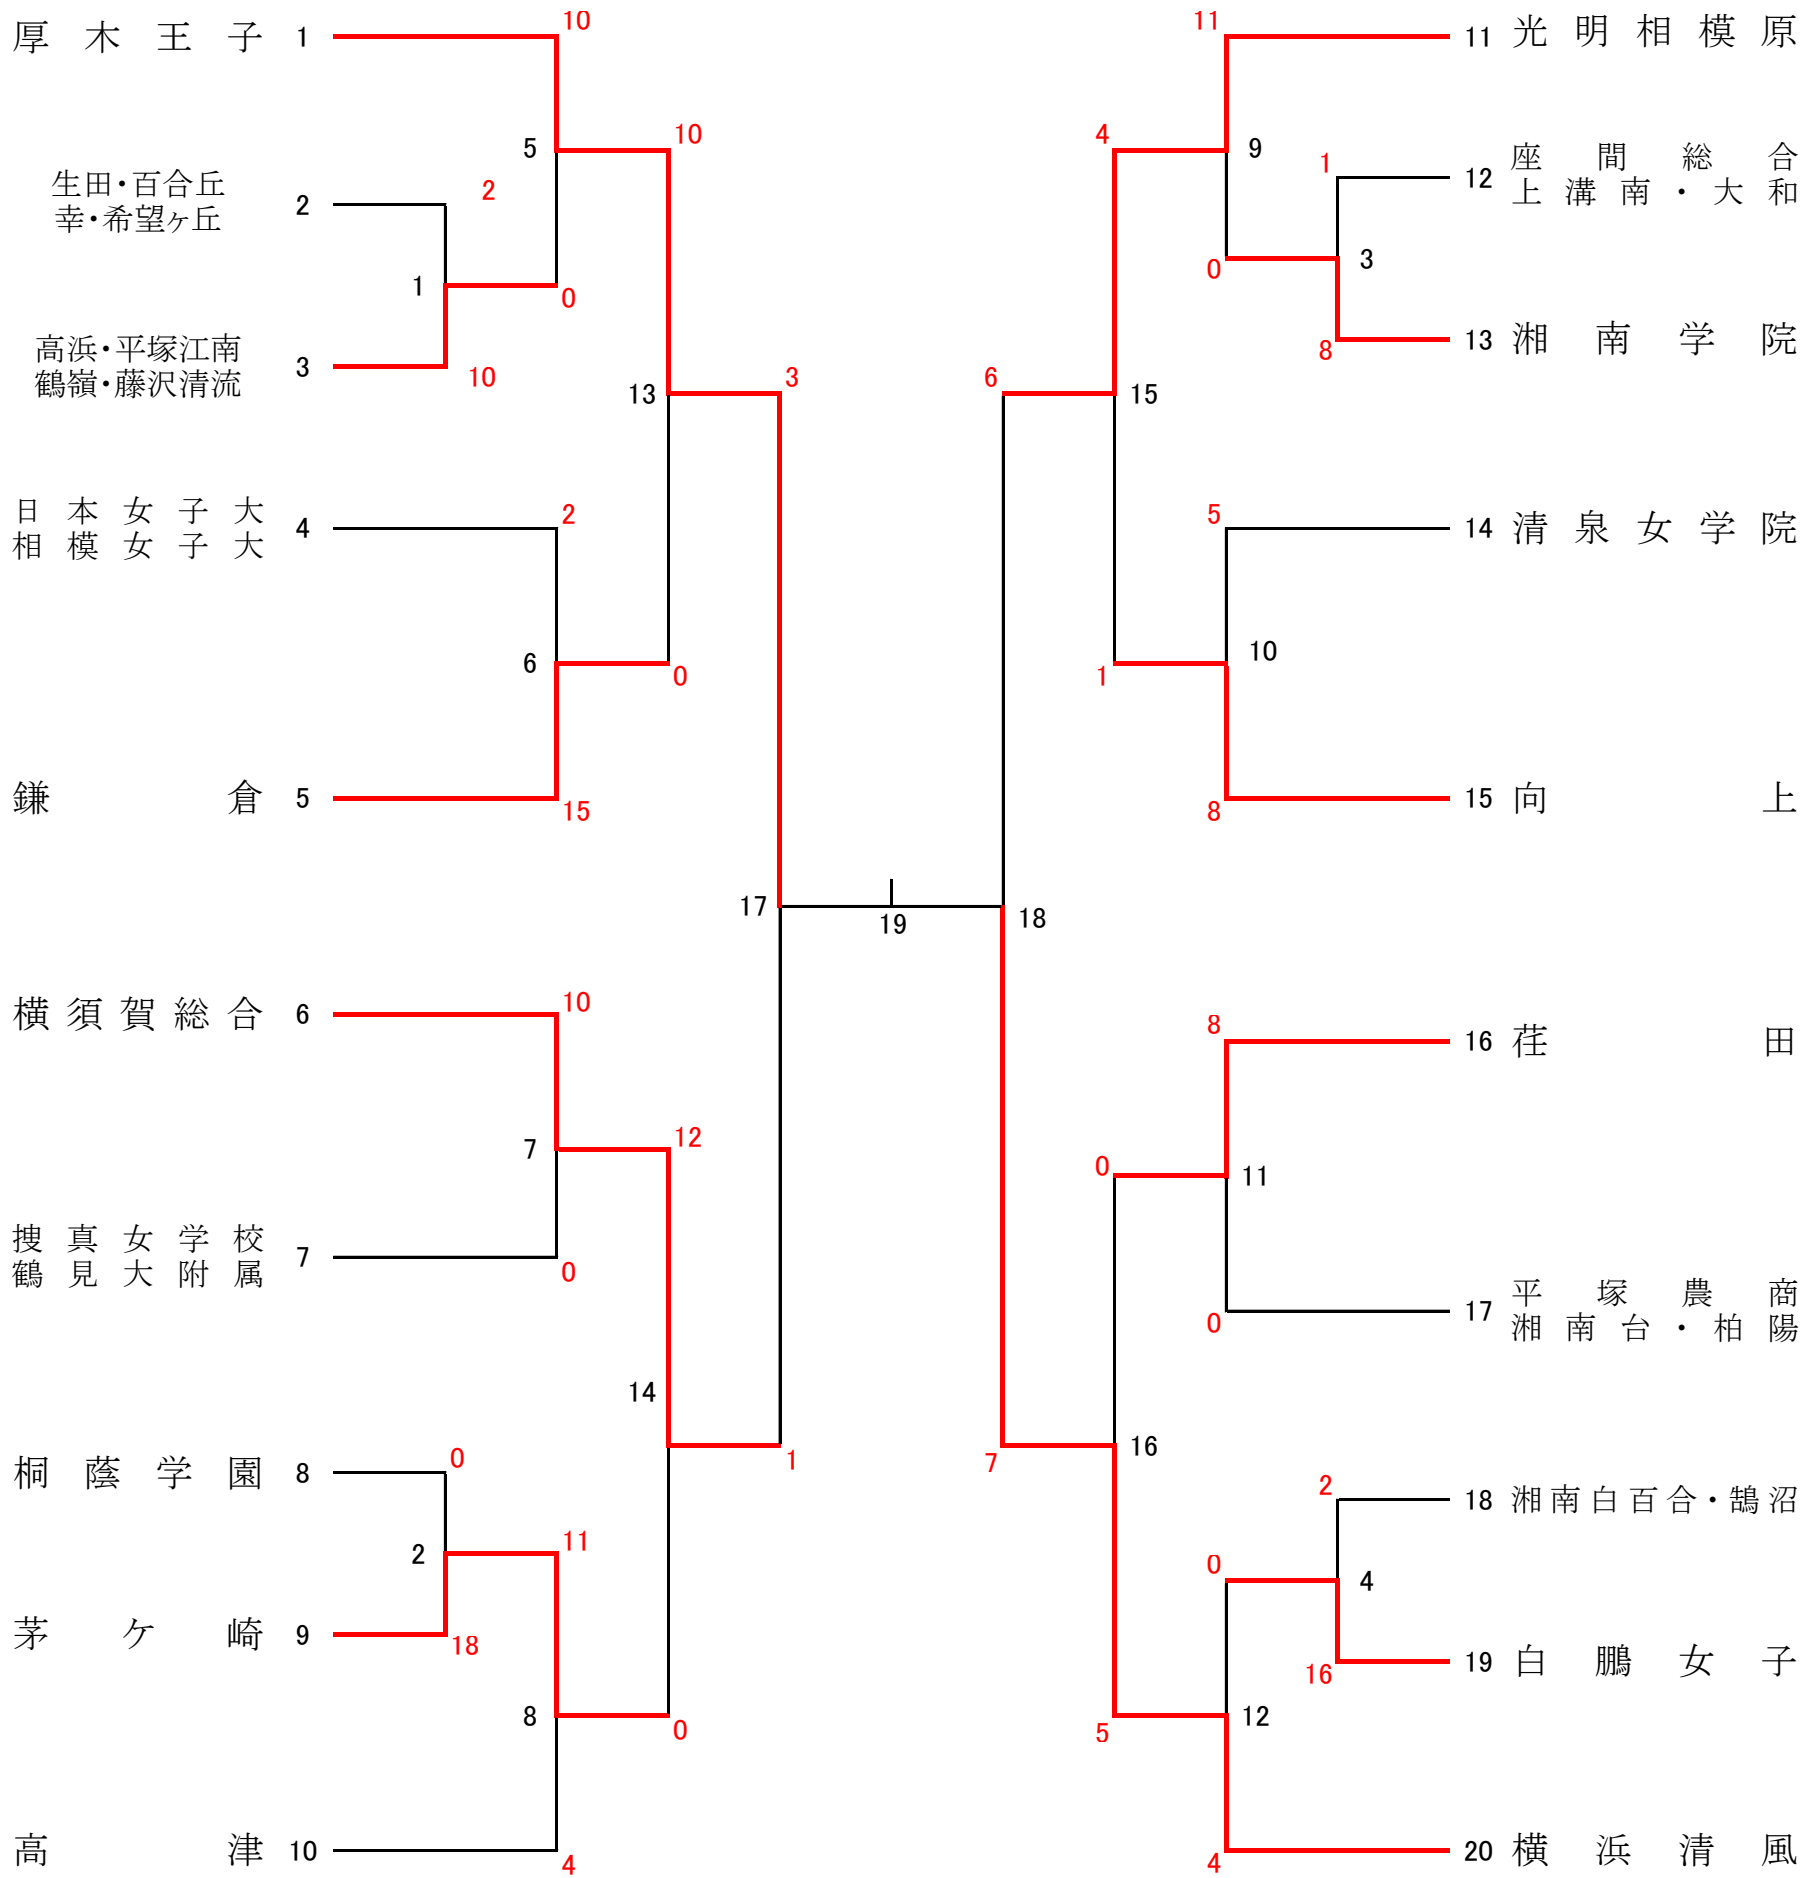 厚木王子 1
10
5
10
生田・百合丘
幸・希望ヶ丘
2
2
1
0
高浜・平塚江南
鶴嶺・藤沢清流
3
10
13
3
日本女子大
相模女子大
4
2
6
0
鎌倉 5
15
17
19
横須賀総合 6
10
7
12
捜真女学校
鶴見大附属
7
0
14
1
桐蔭学園 8
0
2
11
茅ケ崎 9
18
8
0
高津 10
4
11
11 光明相模原
4
9
1
12
座間総合
上溝南・大和
0
3
8
13 湘南学院
6
15
5
14 清泉女学院
10
1
8
15 向上
18
8
16 荏田
0
11
0
17
平塚農商
湘南台・柏陽
7
16
2
18 湘南白百合・鵠沼
0
4
16
19 白鵬女子
5
12
4
20 横浜清風